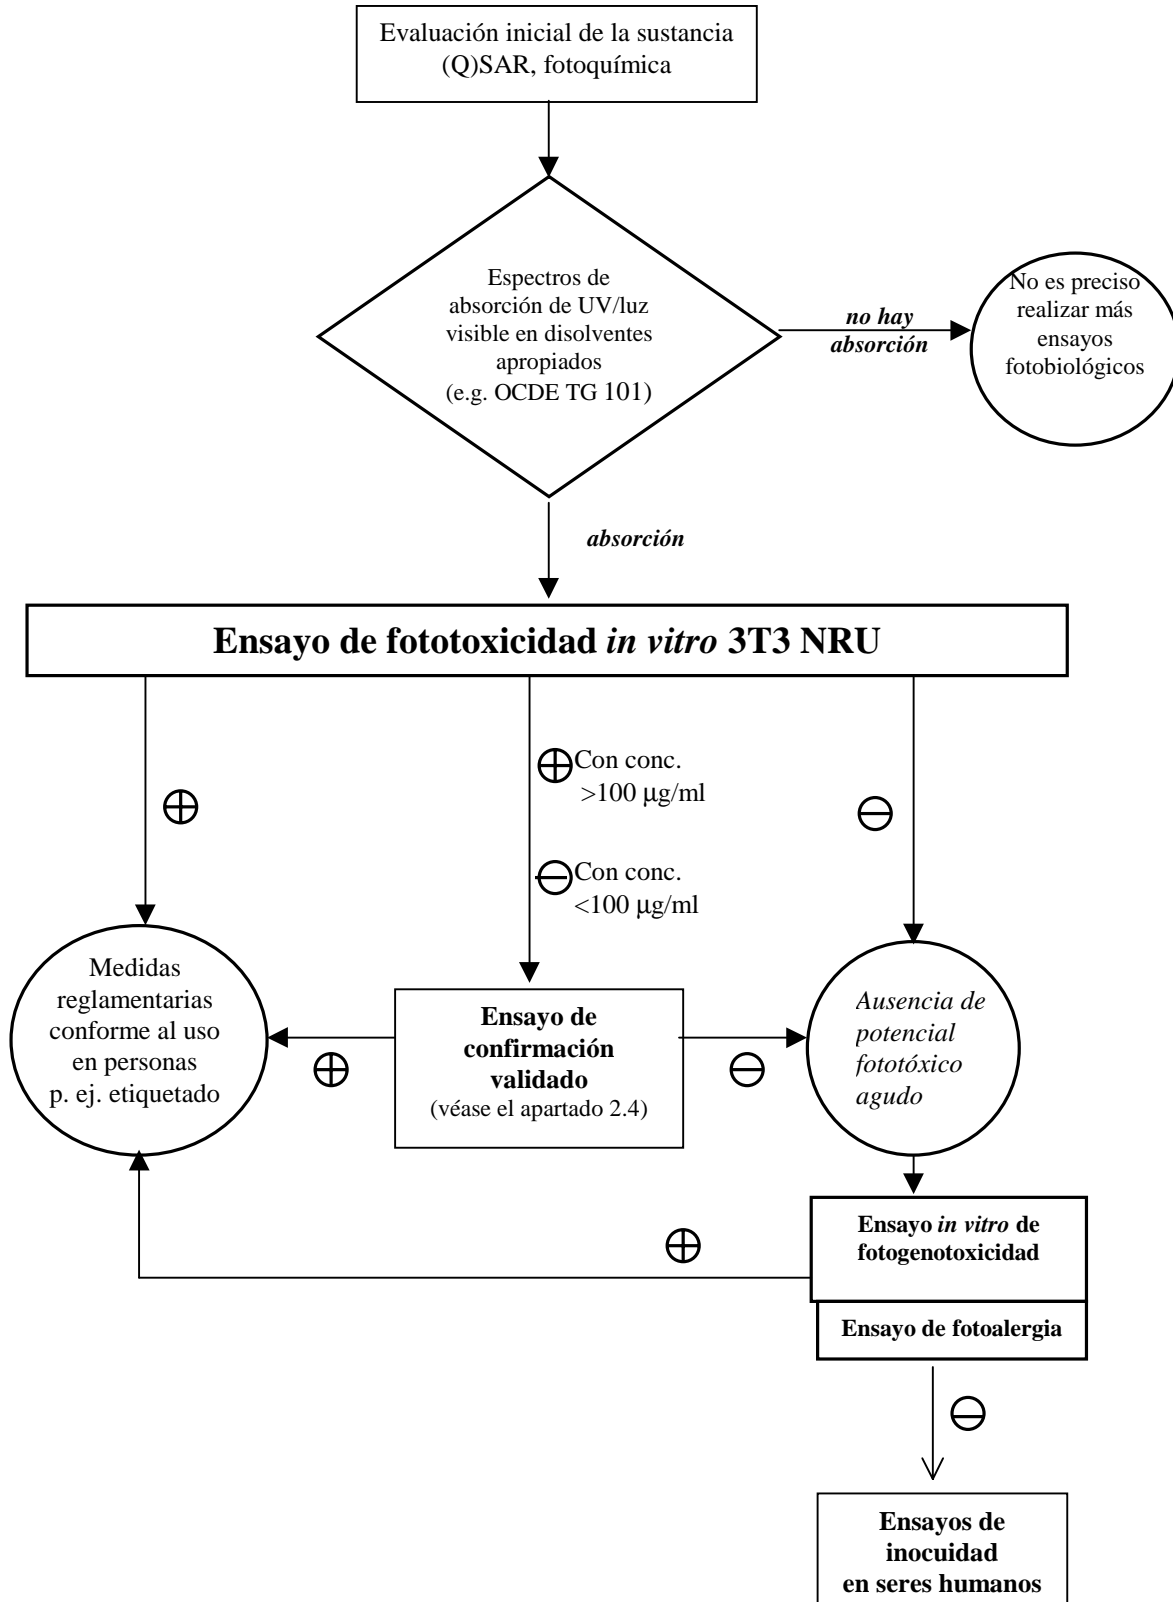 Evaluación inicial de la sustancia
(Q)SAR, fotoquímica
Espectros de
absorción de UV/luz
visible en disolventes
apropiados
(e.g. OCDE TG 101)
no hay
absorción
No es preciso
realizar más
ensayos
fotobiológicos
absorción
Ensayo de fototoxicidad in vitro 3T3 NRU
Con conc.
>100 μg/ml
Con conc.
<100 μg/ml
Medidas
reglamentarias
conforme al uso
en personas
p. ej. etiquetado
Ensayo de
confirmación
validado
(véase el apartado 2.4)
Ausencia de
potencial
fototóxico
agudo
Ensayo in vitro de
fotogenotoxicidad
Ensayo de fotoalergia
Ensayos de
inocuidad
en seres humanos